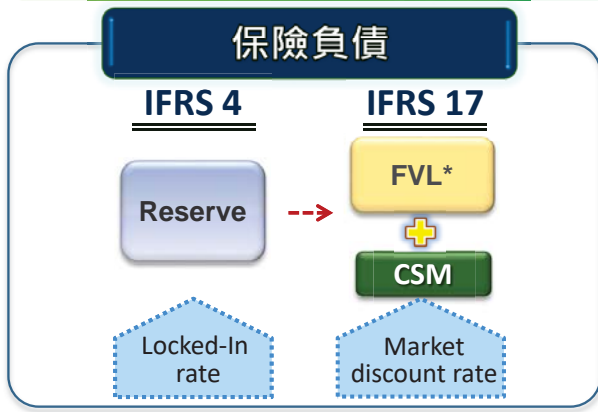 保險負債
IFRS 4
IFRS 17
Reserve
FVL*
CSM
Locked-In
rate
Market
discount rate